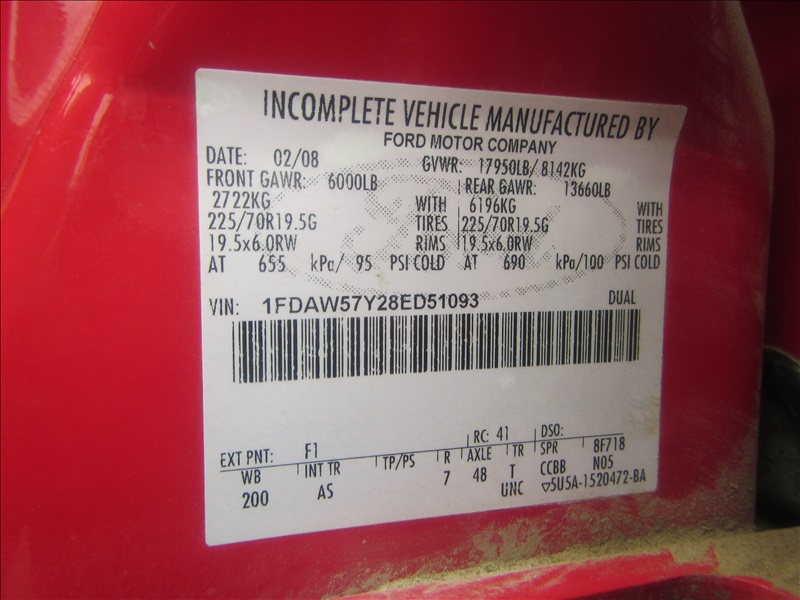 INCOMPLETE VEHICLE MANUFACTURED BY
FORD MOTOR COMPANY
DATE: 02/08 GVWR: 17950LB/ 8142KG
FRONT GAWR: 6000LB REAR GAWR: 13660LB
2722KG WITH 6196KG WITH
225/70R19.5G TIRES 225/70R19.5G TIRES
19.5x6.0RW RIMS 19.5x6.0RW RIMS
AT 655 kPa/ 95 PSI COLD AT 690 kPa/100 PSI COLD
VIN: 1FDAW57Y28ED51093 DUAL
EXT PNT: F1 RC: 41 DSO:
WB INT TR TP/PS R AXLE TR SPR 8F718
200 AS 7 48 T CCBB N05
UNC ▽5U5A-1520472-BA